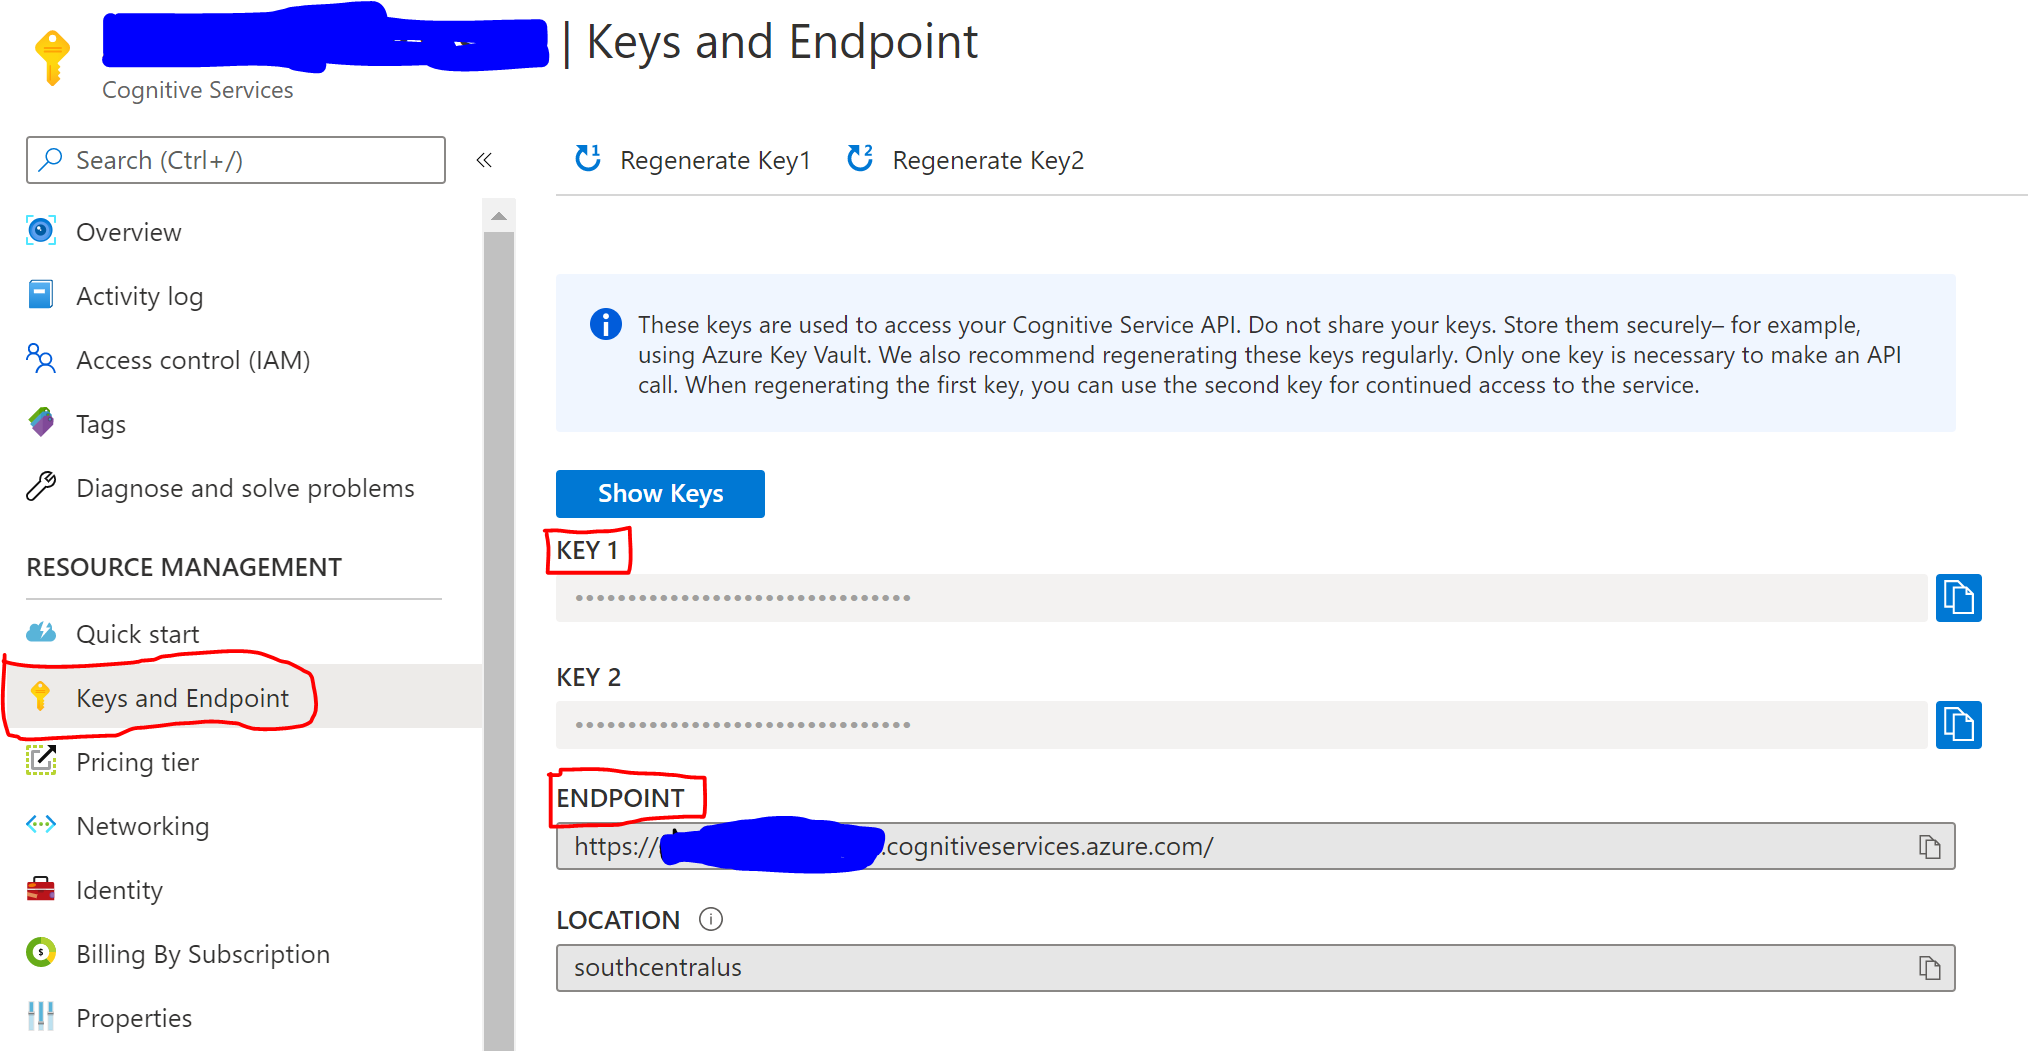 | Keys and Endpoint
Cognitive Services
Search (Ctrl+/)
«
Overview
Activity log
Access control (IAM)
Tags
Diagnose and solve problems
RESOURCE MANAGEMENT
Quick start
Keys and Endpoint
Pricing tier
Networking
Identity
Billing By Subscription
Properties
1 Regenerate Key1
2 Regenerate Key2
These keys are used to access your Cognitive Service API. Do not share your keys. Store them securely– for example,
using Azure Key Vault. We also recommend regenerating these keys regularly. Only one key is necessary to make an API
call. When regenerating the first key, you can use the second key for continued access to the service.
Show Keys
KEY 1
••••••••••••••••••••••••••••••••
KEY 2
••••••••••••••••••••••••••••••••
ENDPOINT
https:// .cognitiveservices.azure.com/
LOCATION
southcentralus